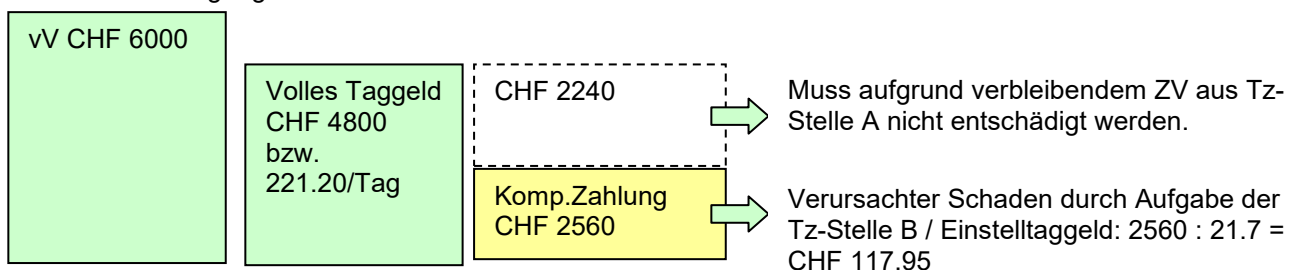 vV CHF 6000
Volles Taggeld
CHF 4800
bzw.
221.20/Tag
CHF 2240
Muss aufgrund verbleibendem ZV aus Tz-
Stelle A nicht entschädigt werden.
Komp.Zahlung
CHF 2560
Verursachter Schaden durch Aufgabe der
Tz-Stelle B / Einstelltaggeld: 2560 : 21.7 =
CHF 117.95